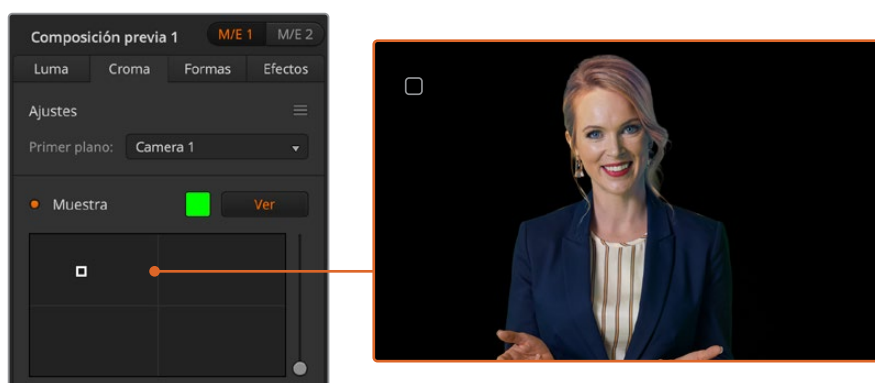 Composición previa 1 M/E 1 M/E 2
Luma Croma Formas Efectos
Ajustes
Primer plano: Camera 1
Muestra Ver